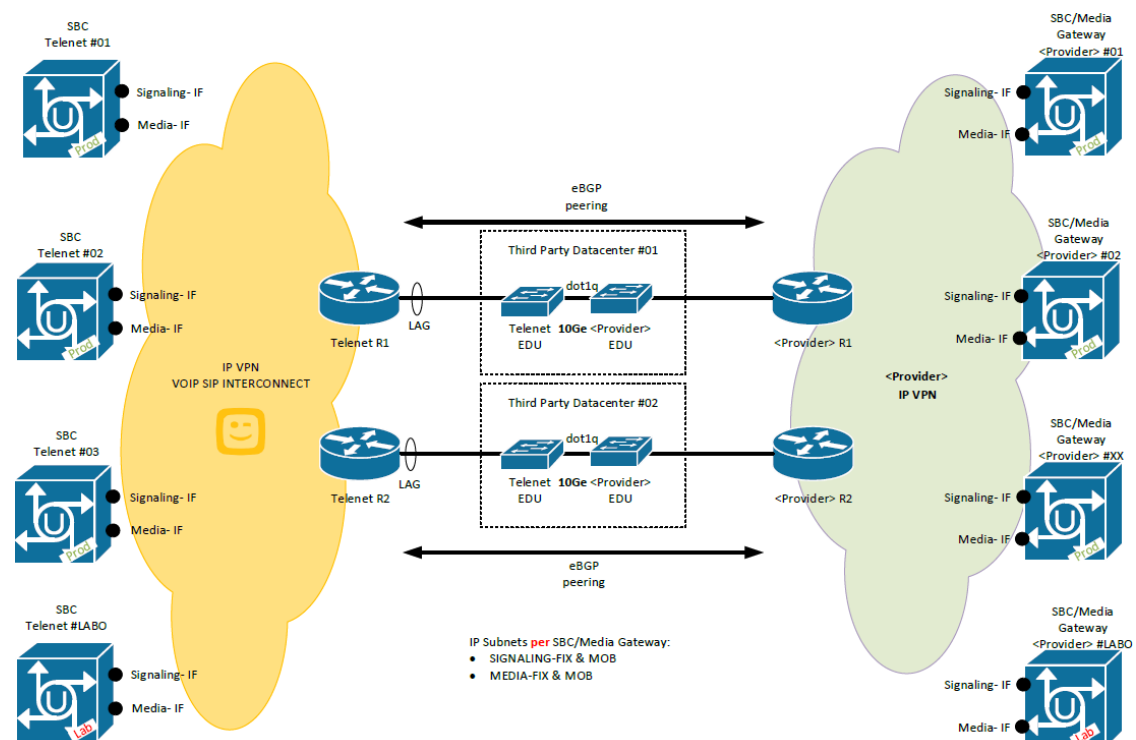 SBC
Telenet #01
Signaling- IF
Media- IF
Prod
SBC
Telenet #02
Signaling- IF
Media- IF
Prod
SBC
Telenet #03
Signaling- IF
Media- IF
Prod
SBC
Telenet #LABO
Signaling- IF
Media- IF
Lab
IP VPN
VOIP SIP INTERCONNECT
Telenet R1
LAG
Telenet R2
LAG
eBGP
peering
Third Party Datacenter #01
dot1q
Telenet 10Ge <Provider>
EDU EDU
Third Party Datacenter #02
dot1q
Telenet 10Ge <Provider>
EDU EDU
eBGP
peering
<Provider> R1
<Provider> R2
<Provider>
IP VPN
IP Subnets per SBC/Media Gateway:
• SIGNALING-FIX & MOB
• MEDIA-FIX & MOB
SBC/Media
Gateway
<Provider> #01
Signaling- IF
Media- IF
Prod
SBC/Media
Gateway
<Provider> #02
Signaling- IF
Media- IF
Prod
SBC/Media
Gateway
<Provider> #XX
Signaling- IF
Media- IF
Prod
SBC/Media
Gateway
<Provider> #LABO
Signaling- IF
Media- IF
Lab